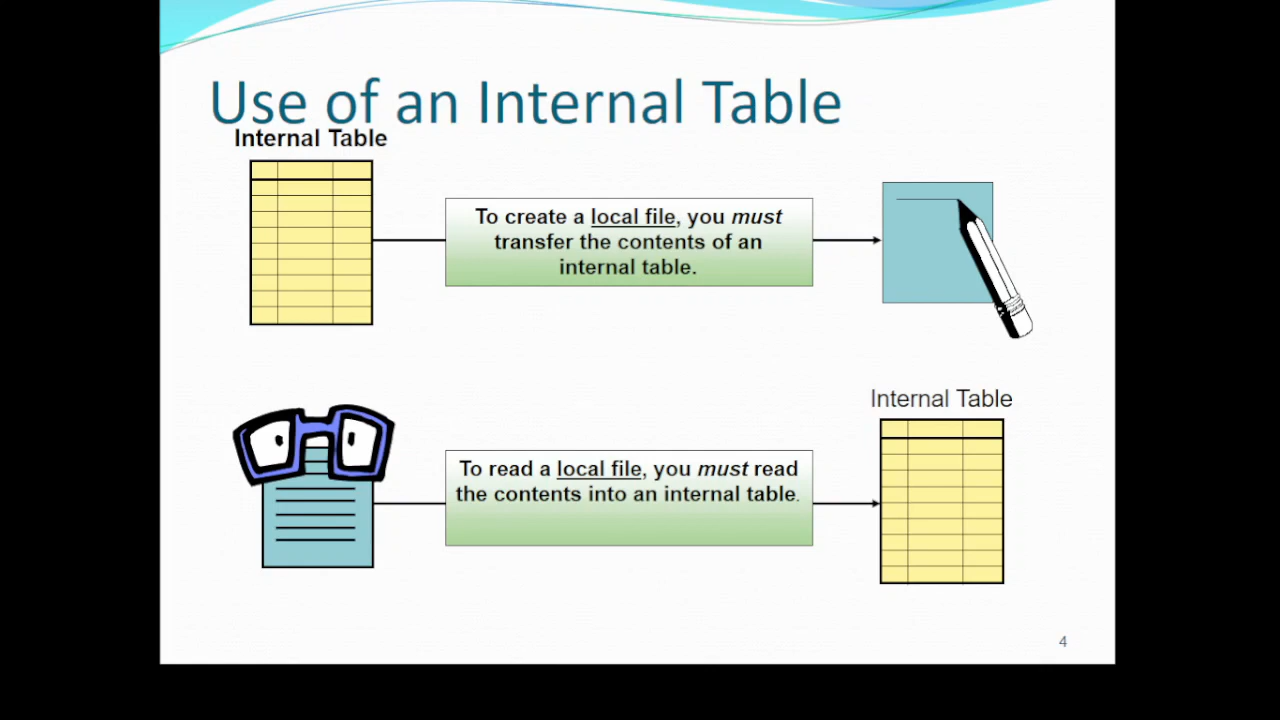 Use of an Internal Table
Internal Table
To create a local file, you must
transfer the contents of an
internal table.
Internal Table
To read a local file, you must read
the contents into an internal table.
4